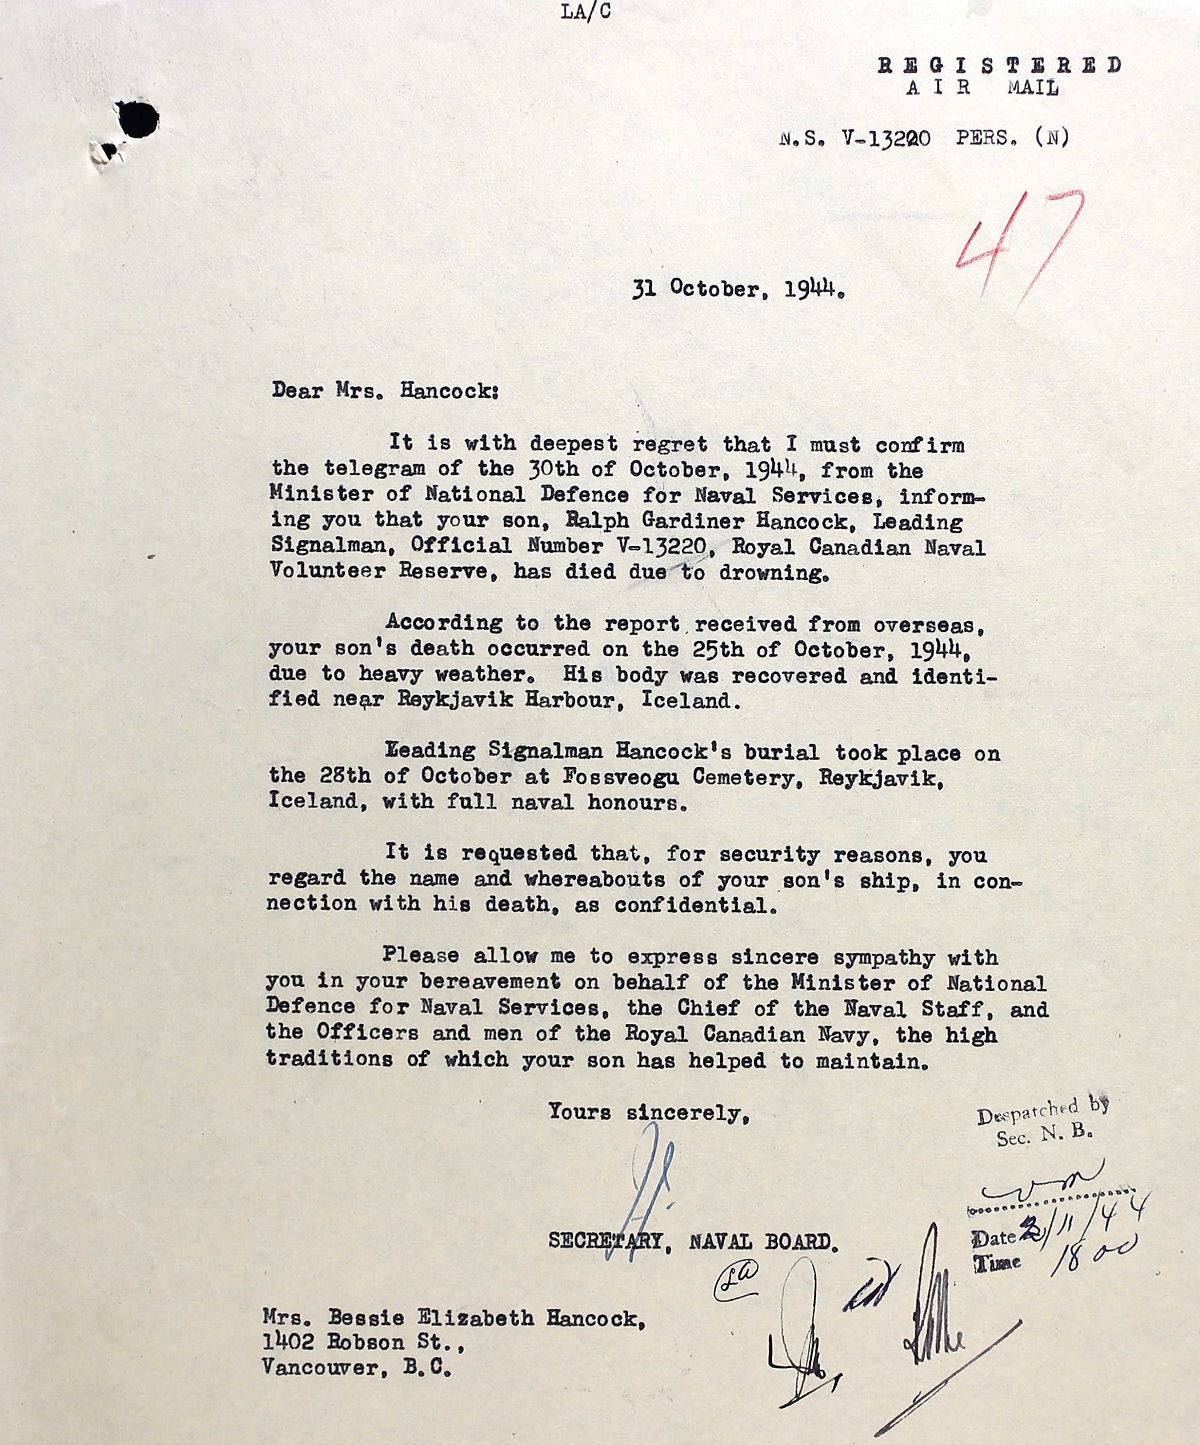 LA/C
REGISTERED
AIR MAIL
N.S. V-13220 PERS. (N)
47
31 October, 1944.
Dear Mrs. Hancock:
It is with deepest regret that I must confirm
the telegram of the 30th of October, 1944, from the
Minister of National Defence for Naval Services, inform-
ing you that your son, Ralph Gardiner Hancock, Leading
Signalman, Official Number V-13220, Royal Canadian Naval
Volunteer Reserve, has died due to drowning.
According to the report received from overseas,
your son's death occurred on the 25th of October, 1944,
due to heavy weather. His body was recovered and identi-
fied near Reykjavik Harbour, Iceland.
Leading Signalman Hancock's burial took place on
the 28th of October at Fossveogu Cemetery, Reykjavik,
Iceland, with full naval honours.
It is requested that, for security reasons, you
regard the name and whereabouts of your son's ship, in con-
nection with his death, as confidential.
Please allow me to express sincere sympathy with
you in your bereavement on behalf of the Minister of National
Defence for Naval Services, the Chief of the Naval Staff, and
the Officers and men of the Royal Canadian Navy, the high
traditions of which your son has helped to maintain.
Yours sincerely,
Despatched by
Sec. N. B.
SECRETARY, NAVAL BOARD.
Date 2/11/44
Time 1800
Mrs. Bessie Elizabeth Hancock,
1402 Robson St.,
Vancouver, B.C.